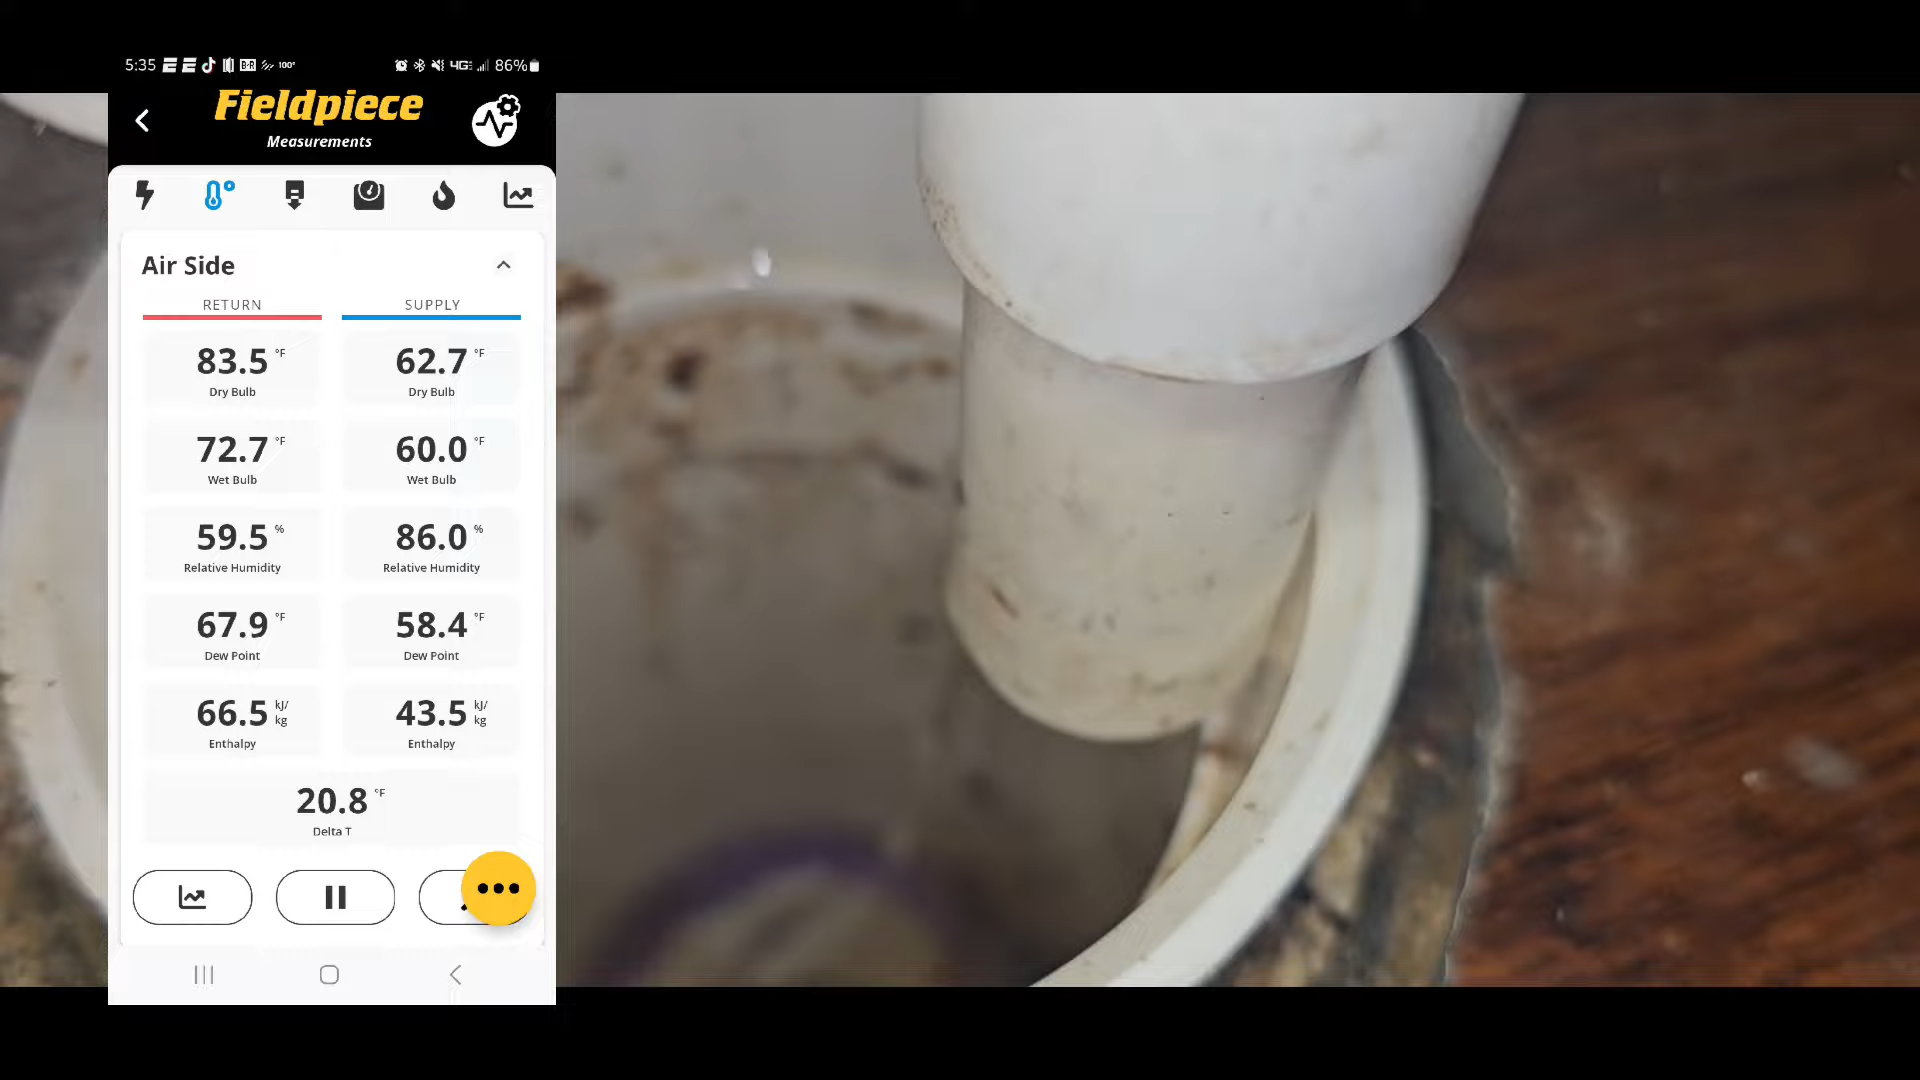 5:35 B·R 100° 4G 86%
Fieldpiece
Measurements
Air Side
RETURN SUPPLY
83.5 °F 62.7 °F
Dry Bulb Dry Bulb
72.7 °F 60.0 °F
Wet Bulb Wet Bulb
59.5 % 86.0 %
Relative Humidity Relative Humidity
67.9 °F 58.4 °F
Dew Point Dew Point
66.5 kJ/kg 43.5 kJ/kg
Enthalpy Enthalpy
20.8 °F
Delta T